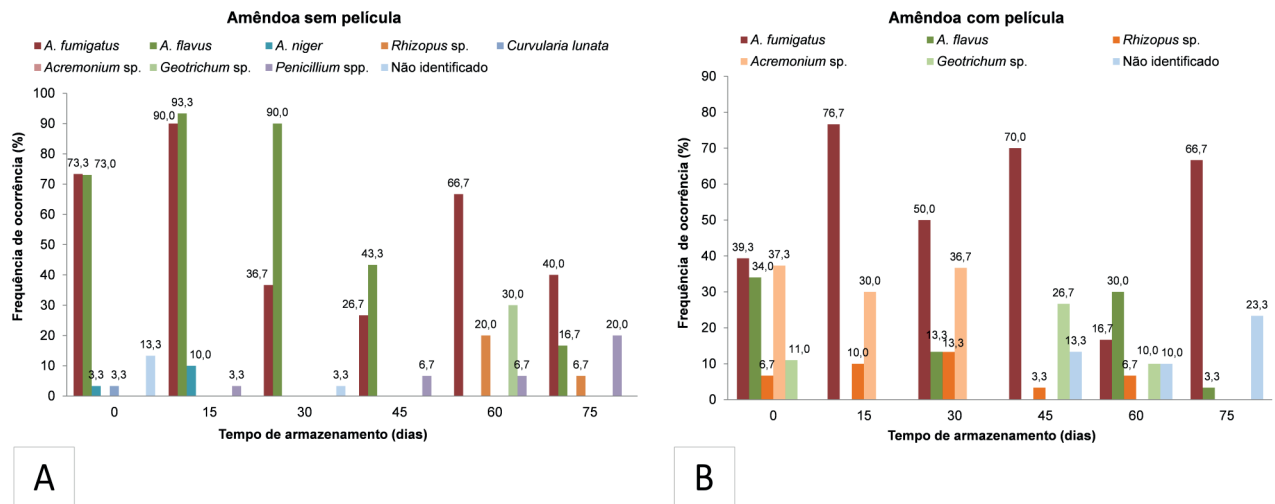 Amêndoa sem película
A. fumigatus A. flavus A. niger Rhizopus sp. Curvularia lunata
Acremonium sp. Geotrichum sp. Penicillium spp. Não identificado
Frequência de ocorrência (%)
100
90
80
70
60
50
40
30
20
10
0
73,3 73,0 3,3 3,3 13,3
90,0 93,3 10,0 3,3
36,7 90,0 3,3
26,7 43,3 6,7
66,7 20,0 30,0 6,7
40,0 16,7 6,7 20,0
0 15 30 45 60 75
Tempo de armazenamento (dias)
A
Amêndoa com película
A. fumigatus A. flavus Rhizopus sp.
Acremonium sp. Geotrichum sp. Não identificado
Frequência de ocorrência (%)
90
80
70
60
50
40
30
20
10
0
39,3 34,0 6,7 37,3 11,0
76,7 10,0 30,0
50,0 13,3 13,3 36,7
70,0 3,3 26,7 13,3
16,7 30,0 6,7 10,0 10,0
66,7 3,3 23,3
0 15 30 45 60 75
Tempo de armazenamento (dias)
B